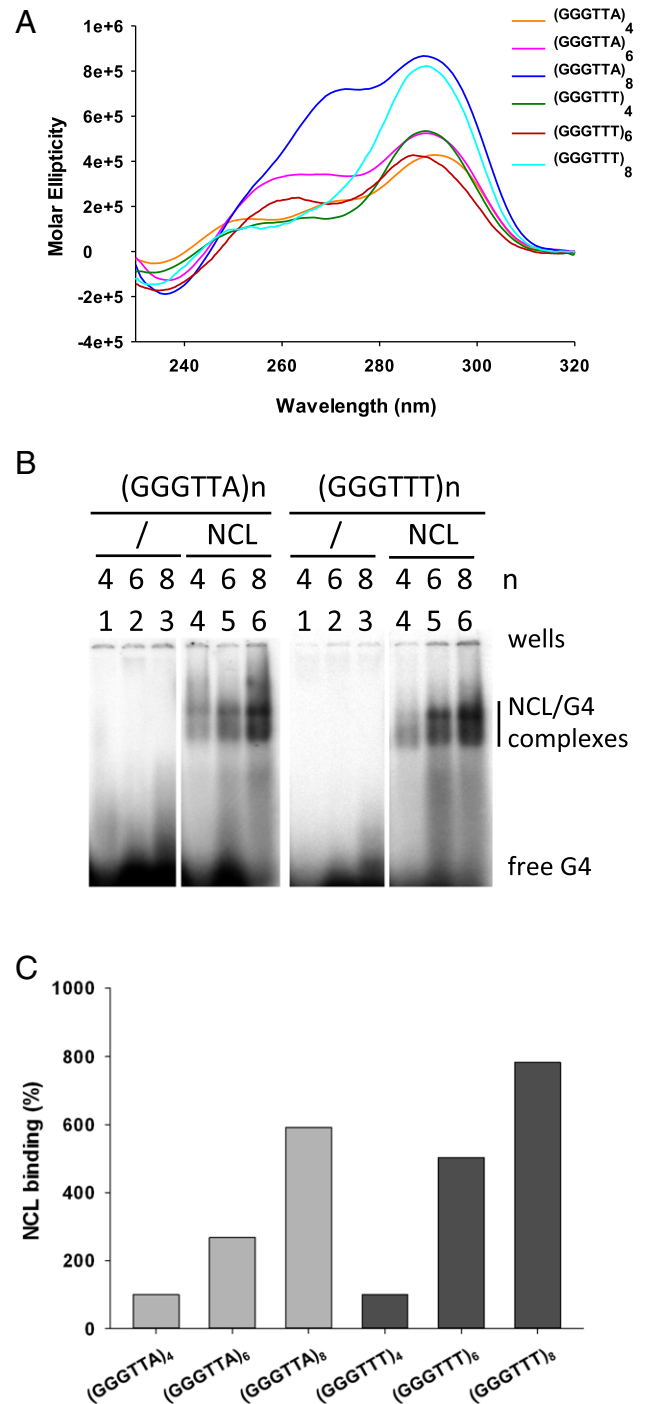 A
1e+6
8e+5
6e+5
4e+5
2e+5
0
-2e+5
-4e+5
Molar Ellipticity
240 260 280 300 320
Wavelength (nm)
(GGGTTA)4
(GGGTTA)6
(GGGTTA)8
(GGGTTT)4
(GGGTTT)6
(GGGTTT)8
B
(GGGTTA)n (GGGTTT)n
/ NCL / NCL
4 6 8 4 6 8 4 6 8 4 6 8 n
1 2 3 4 5 6 1 2 3 4 5 6
wells
NCL/G4
complexes
free G4
C
1000
800
600
400
200
0
NCL binding (%)
(GGGTTA)4 (GGGTTA)6 (GGGTTA)8 (GGGTTT)4 (GGGTTT)6 (GGGTTT)8